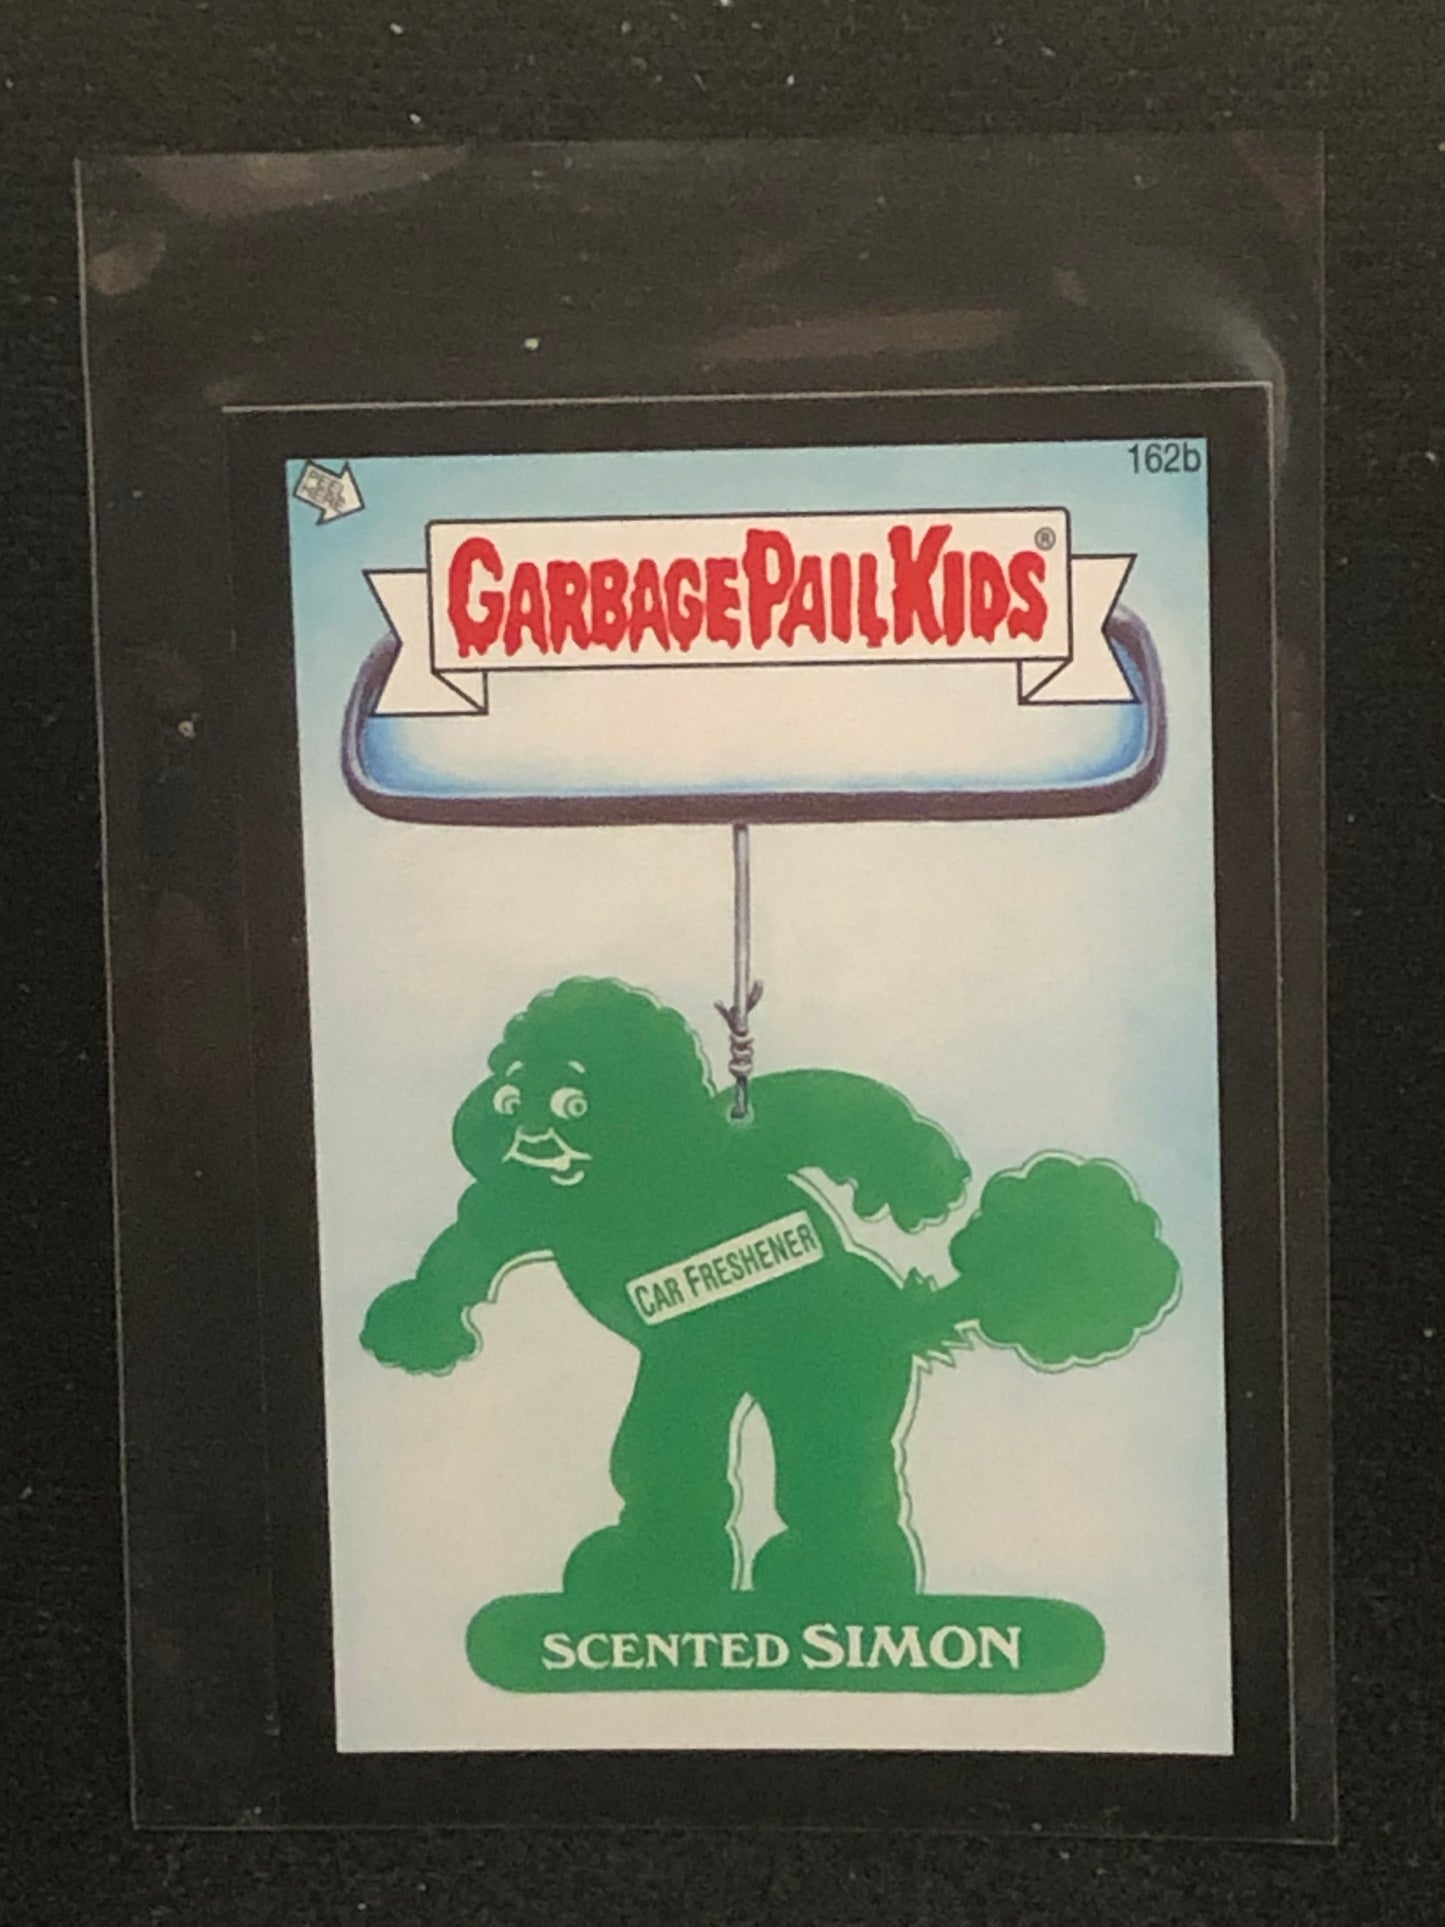 162b
PEEL
HERE
GARBAGE PAIL KIDS®
CAR FRESHENER
SCENTED SIMON